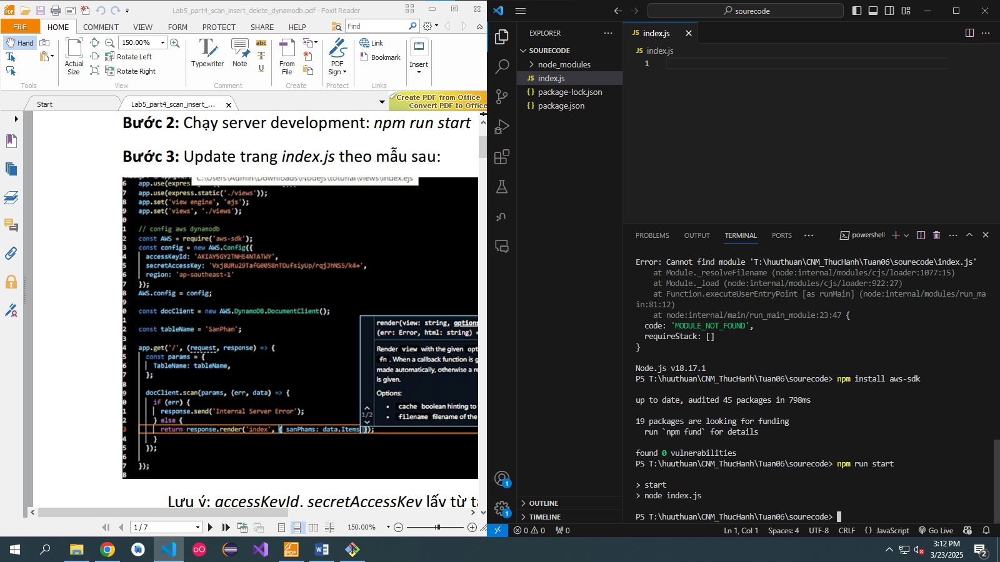 Lab5_part4_scan_insert_delete_dynamodb.pdf - Foxit Reader
FILE HOME COMMENT VIEW FORM PROTECT SHARE HELP Find
Hand
Actual Size
150.00%
Rotate Left
Rotate Right
Typewriter
Note
From File
PDF Sign
Link
Bookmark
Insert
Tools View Comment Create Protect Links
Start
Lab5_part4_scan_insert_...
Create PDF from Office
Convert PDF to Office
Bước 2: Chạy server development: npm run start
Bước 3: Update trang index.js theo mẫu sau:
C:\Users\Admin\Downloads\Nodejs\toturial\views\index.ejs
6 app.use(expres
7 app.use(express.static('./views'));
8 app.set('view engine', 'ejs');
9 app.set('views', './views');
0
1 // config aws dynamodb
2 const AWS = require('aws-sdk');
3 const config = new AWS.Config({
4 accessKeyId: 'AKIAY5GY2TNHE4NTATWY',
5 secretAccessKey: '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',
6 region: 'ap-southeast-1'
7 });
8 AWS.config = config;
9
0 const docClient = new AWS.DynamoDB.DocumentClient();
1
2 const tableName = 'SanPham';
3
4 app.get('/', (request, response) => {
5 const params = {
6 TableName: tableName,
7 };
8
9 docClient.scan(params, (err, data) => {
0 if (err) {
1 response.send('Internal Server Error');
2 } else {
3 return response.render('index', { sanPhams: data.Items });
4 }
5 });
6
7 });
8
render(view: string, options
(err: Error, html: string) =
Render view with the given opt
fn . When a callback function is g
made automatically, otherwise a re
is given.
Options:
1/2
• cache boolean hinting to
• filename filename of the
Lưu ý: accessKeyId, secretAccessKey lấy từ tà
1 / 7
150.00%
sourecode
EXPLORER
SOURECODE
node_modules
JS index.js
{} package-lock.json
{} package.json
OUTLINE
TIMELINE
JS index.js
JS index.js
1
PROBLEMS OUTPUT TERMINAL PORTS powershell
Error: Cannot find module 'T:\huuthuan\CNM_ThucHanh\Tuan06\sourecode\index.js'
at Module._resolveFilename (node:internal/modules/cjs/loader:1077:15)
at Module._load (node:internal/modules/cjs/loader:922:27)
at Function.executeUserEntryPoint [as runMain] (node:internal/modules/run_ma
in:81:12)
at node:internal/main/run_main_module:23:47 {
code: 'MODULE_NOT_FOUND',
requireStack: []
}
Node.js v18.17.1
PS T:\huuthuan\CNM_ThucHanh\Tuan06\sourecode> npm install aws-sdk
up to date, audited 45 packages in 798ms
19 packages are looking for funding
run `npm fund` for details
found 0 vulnerabilities
PS T:\huuthuan\CNM_ThucHanh\Tuan06\sourecode> npm run start
> start
> node index.js
PS T:\huuthuan\CNM_ThucHanh\Tuan06\sourecode>
1
1
0 0 0 Ln 1, Col 1 Spaces: 4 UTF-8 CRLF {} JavaScript Go Live
3:12 PM
3/23/2025
2